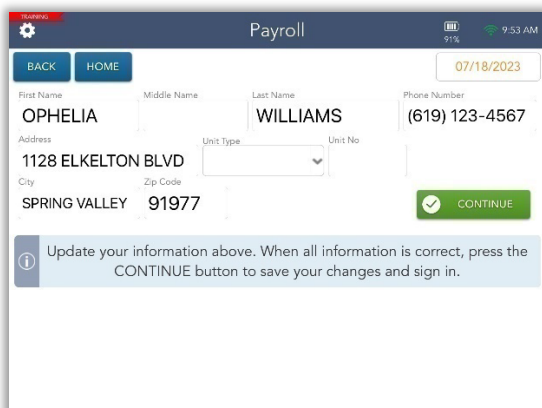 TRAINING
Payroll
91%
9:53 AM
BACK
HOME
07/18/2023
First Name
Middle Name
Last Name
Phone Number
OPHELIA
WILLIAMS
(619) 123-4567
Address
Unit Type
Unit No
1128 ELKELTON BLVD
City
Zip Code
SPRING VALLEY
91977
CONTINUE
Update your information above. When all information is correct, press the
CONTINUE button to save your changes and sign in.